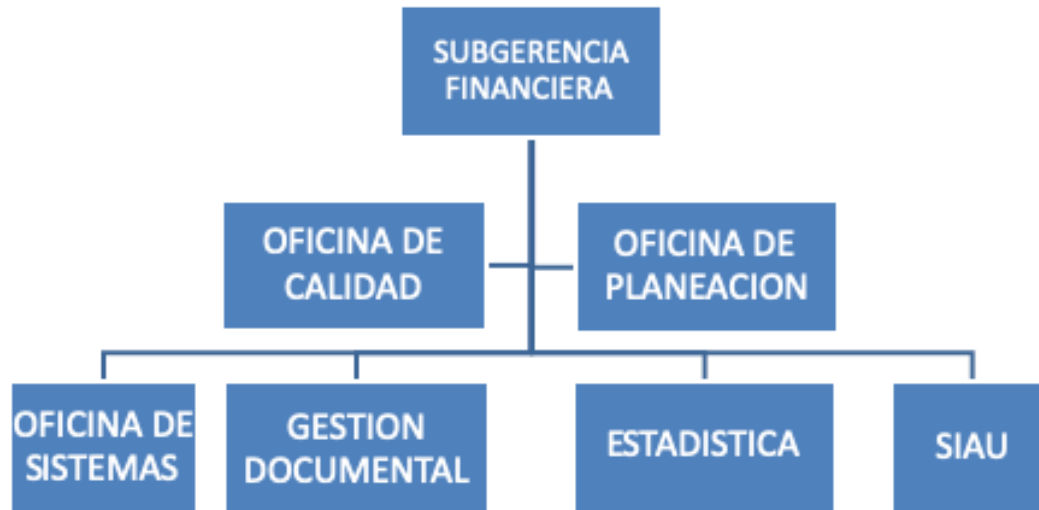 SUBGERENCIA
FINANCIERA
OFICINA DE
CALIDAD
OFICINA DE
PLANEACION
OFICINA DE
SISTEMAS
GESTION
DOCUMENTAL
ESTADISTICA
SIAU